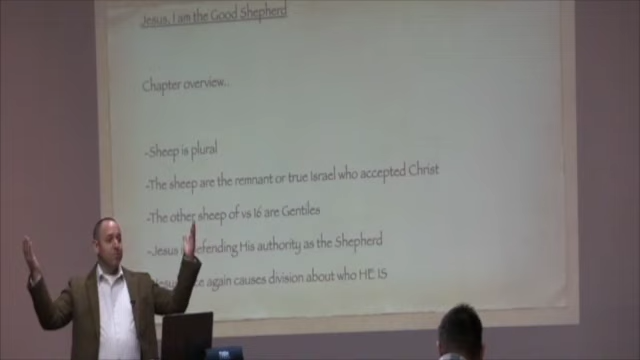 Jesus, I am the Good Shepherd
Chapter overview..
-Sheep is plural
-The sheep are the remnant or true Israel who accepted Christ
-The other sheep of vs 16 are Gentiles
-Jesus is defending His authority as the Shepherd
again causes division about who HE IS